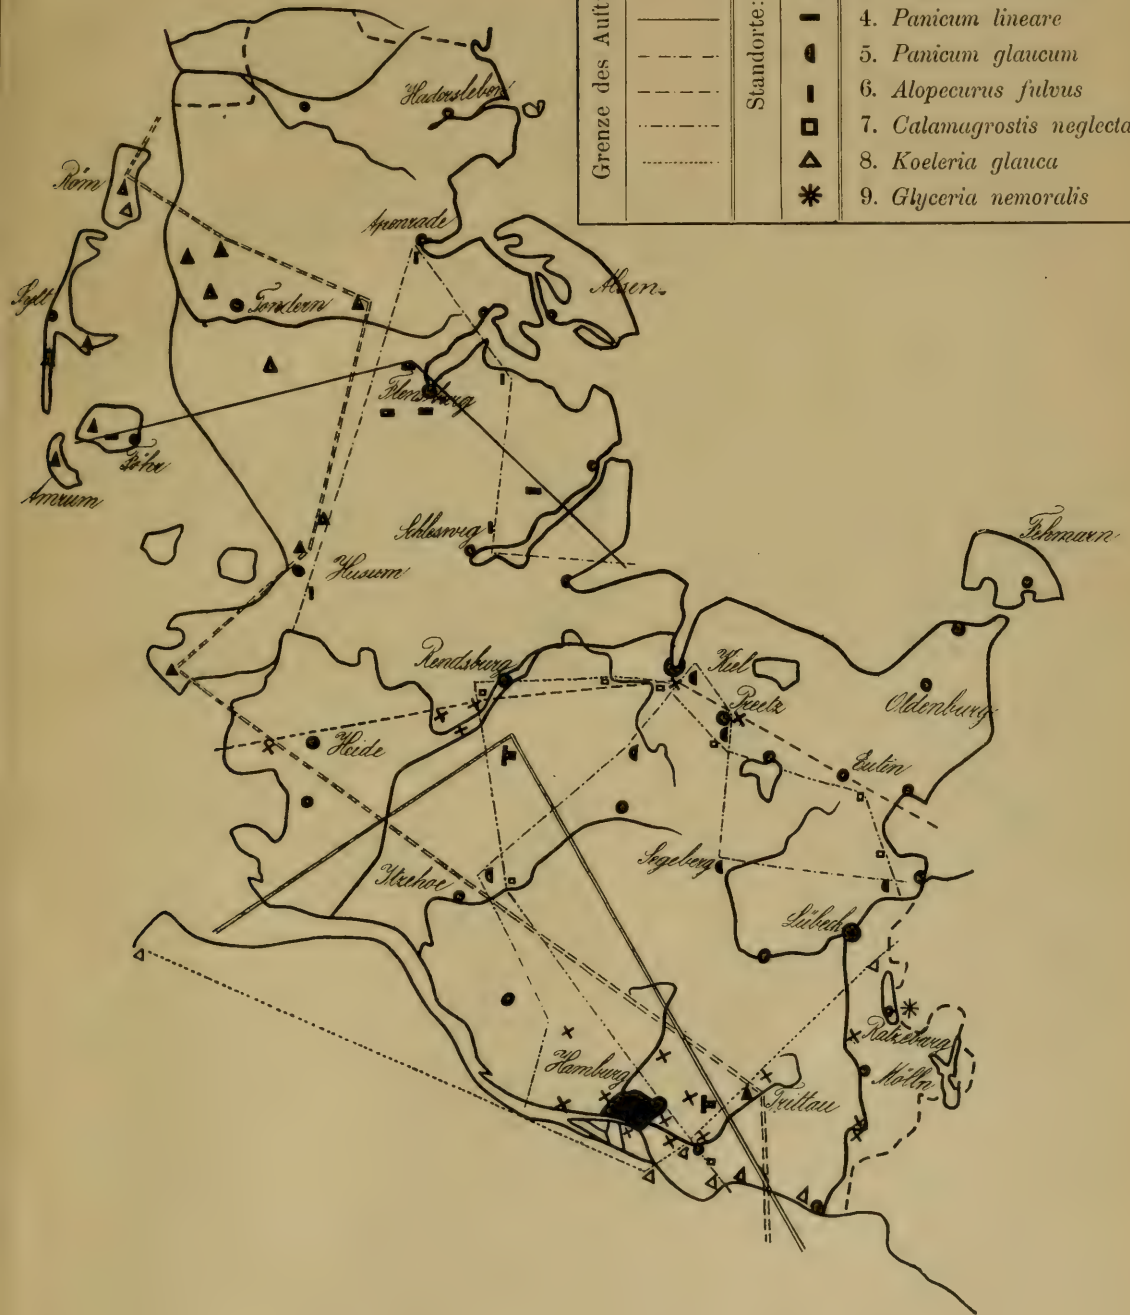 Grenze des Auft
Standorte:
4. Panicum lineare
5. Panicum glaucum
6. Alopecurus fulvus
7. Calamagrostis neglecta
8. Koeleria glauca
9. Glyceria nemoralis
Hadersleben
Röm
Apenrade
Sylt
Alsen
Tondern
Flensburg
Föhr
Amrum
Schleswig
Fehmarn
Husum
Rendsburg
Kiel
Preetz
Oldenburg
Heide
Eutin
Segeberg
Itzehoe
Lübeck
Ratzeburg
Hamburg
Mölln
Trittau